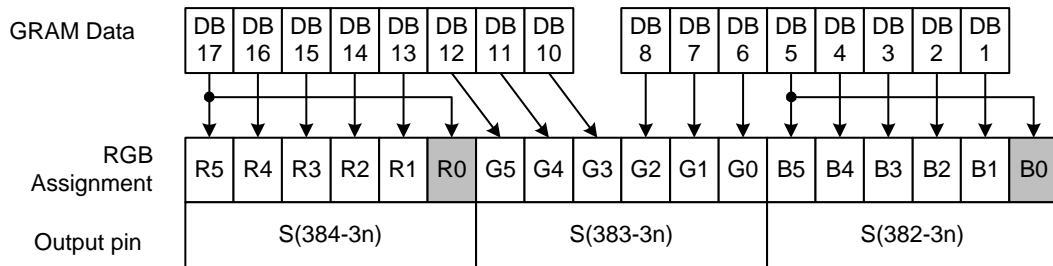 GRAM Data
DB 17 DB 16 DB 15 DB 14 DB 13 DB 12 DB 11 DB 10 DB 8 DB 7 DB 6 DB 5 DB 4 DB 3 DB 2 DB 1
RGB Assignment
R5 R4 R3 R2 R1 R0 G5 G4 G3 G2 G1 G0 B5 B4 B3 B2 B1 B0
Output pin
S(384-3n) S(383-3n) S(382-3n)